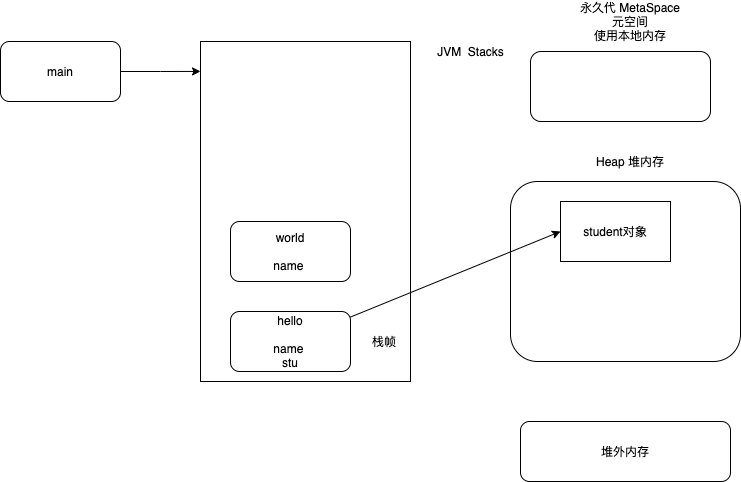 永久代 MetaSpace
元空间
使用本地内存
JVM Stacks
main
Heap 堆内存
world
name
student对象
hello
name
stu
栈帧
堆外内存